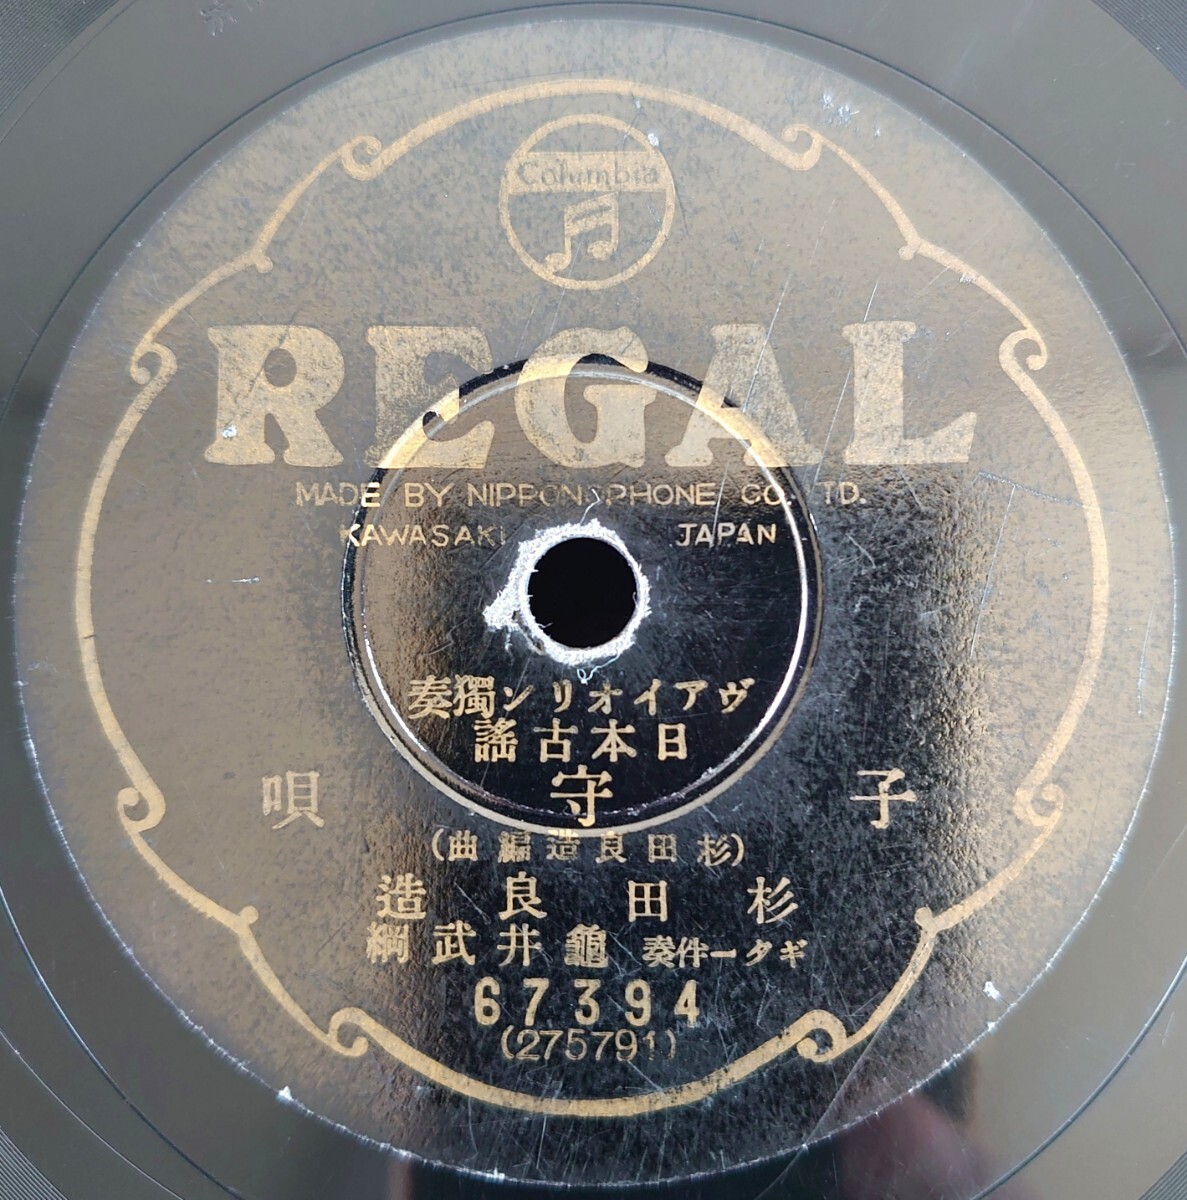 Columbia
REGAL
MADE BY NIPPONOPHONE CO., LTD.
KAWASAKI JAPAN
ヴアイオリン獨奏
日本古謠
子守唄
(杉田良造編曲)
杉田良造
ギター伴奏 龜井武綱
67394
(275791)